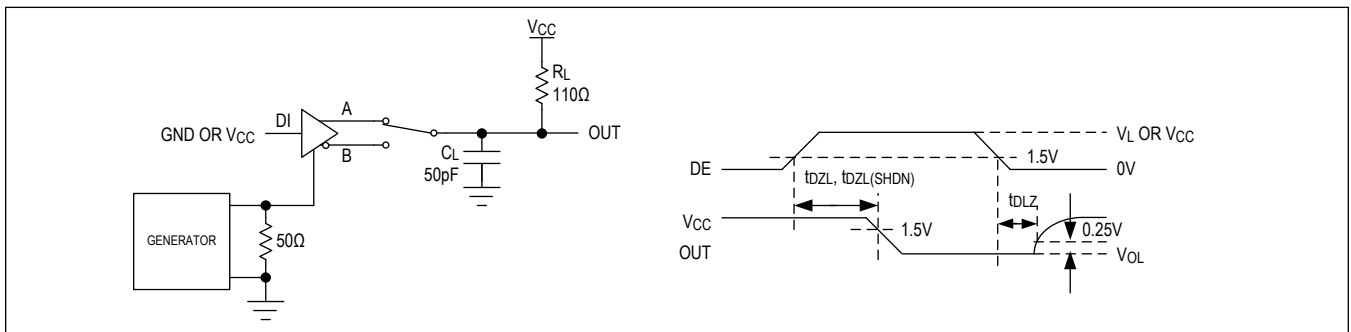 VCC
RL
110Ω
A
DI
GND OR VCC
OUT
B
CL
50pF
GENERATOR
50Ω
VL OR VCC
1.5V
DE
0V
tDZL, tDZL(SHDN)
tDLZ
VCC
1.5V
0.25V
OUT
VOL